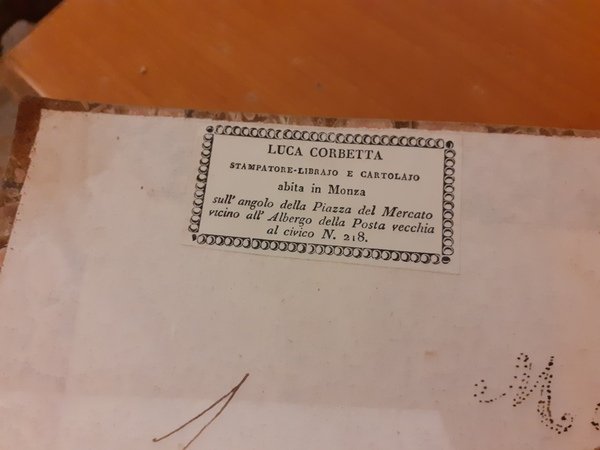 LUCA CORBETTA
STAMPATORE-LIBRAJO E CARTOLAJO
abita in Monza
sull' angolo della Piazza del Mercato
vicino all' Albergo della Posta vecchia
al civico N. 218.
M